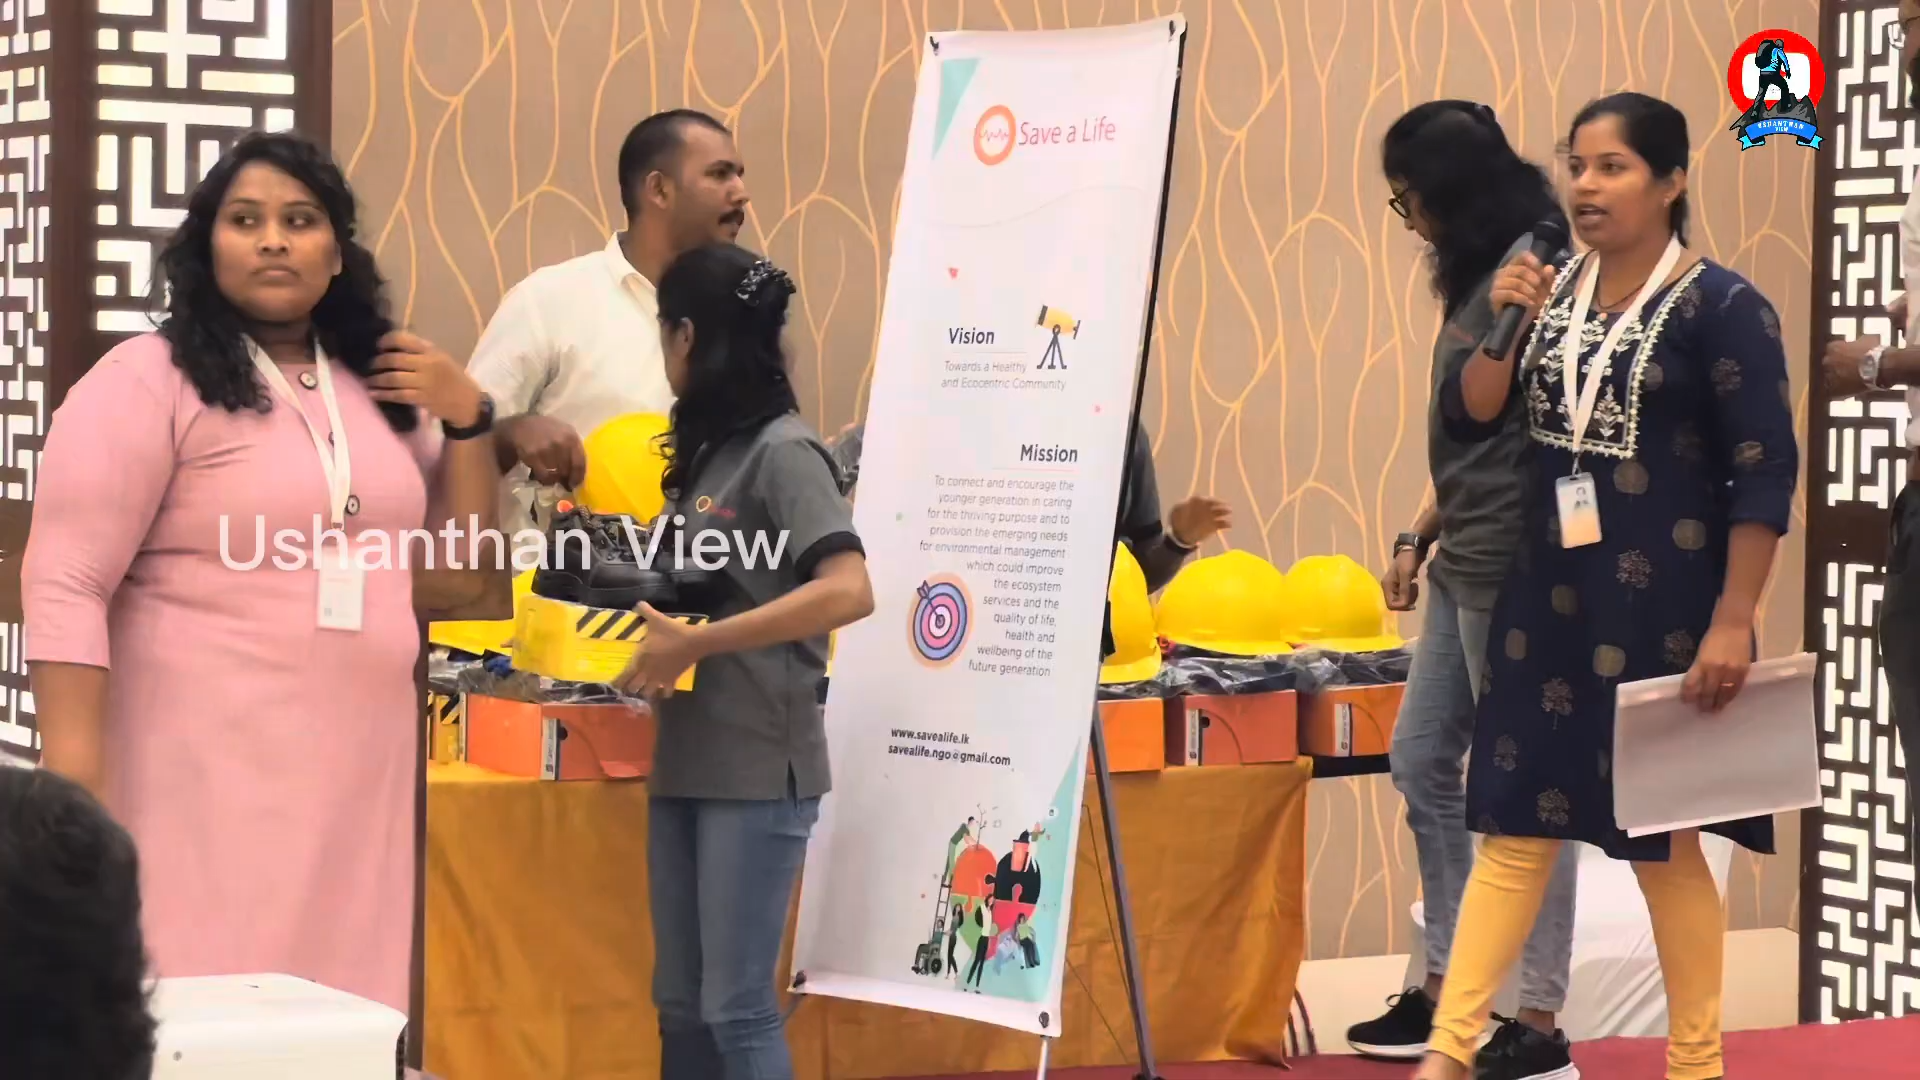 Save a Life
USHANTHAN
VIEW
Vision
Towards a Healthy
and Ecocentric Community
Mission
To connect and encourage the
younger generation in caring
for the thriving purpose and to
provision the emerging needs
for environmental management
which could improve
the ecosystem
services and the
quality of life,
health and
wellbeing of the
future generation
Ushanthan View
www.savealife.lk
savealife.ngo@gmail.com